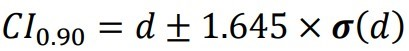 CI₀.₉₀ = d ± 1.645 × σ(d)